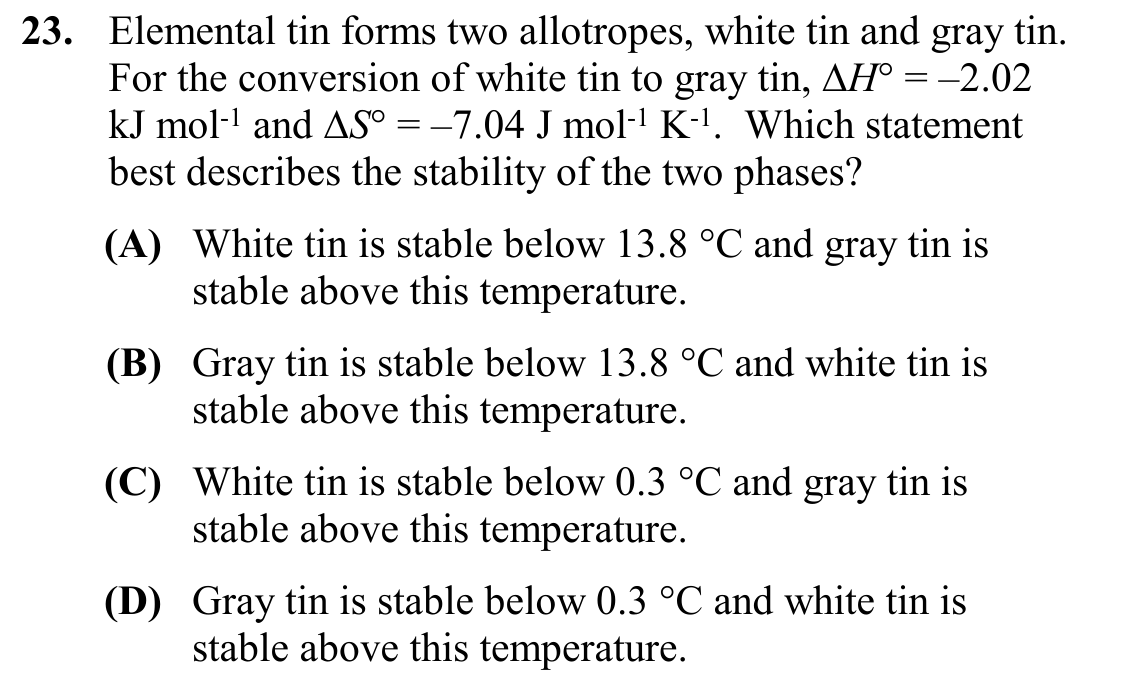 23. Elemental tin forms two allotropes, white tin and gray tin.
For the conversion of white tin to gray tin, ΔH° = –2.02
kJ mol⁻¹ and ΔS° = –7.04 J mol⁻¹ K⁻¹. Which statement
best describes the stability of the two phases?
(A) White tin is stable below 13.8 °C and gray tin is
stable above this temperature.
(B) Gray tin is stable below 13.8 °C and white tin is
stable above this temperature.
(C) White tin is stable below 0.3 °C and gray tin is
stable above this temperature.
(D) Gray tin is stable below 0.3 °C and white tin is
stable above this temperature.